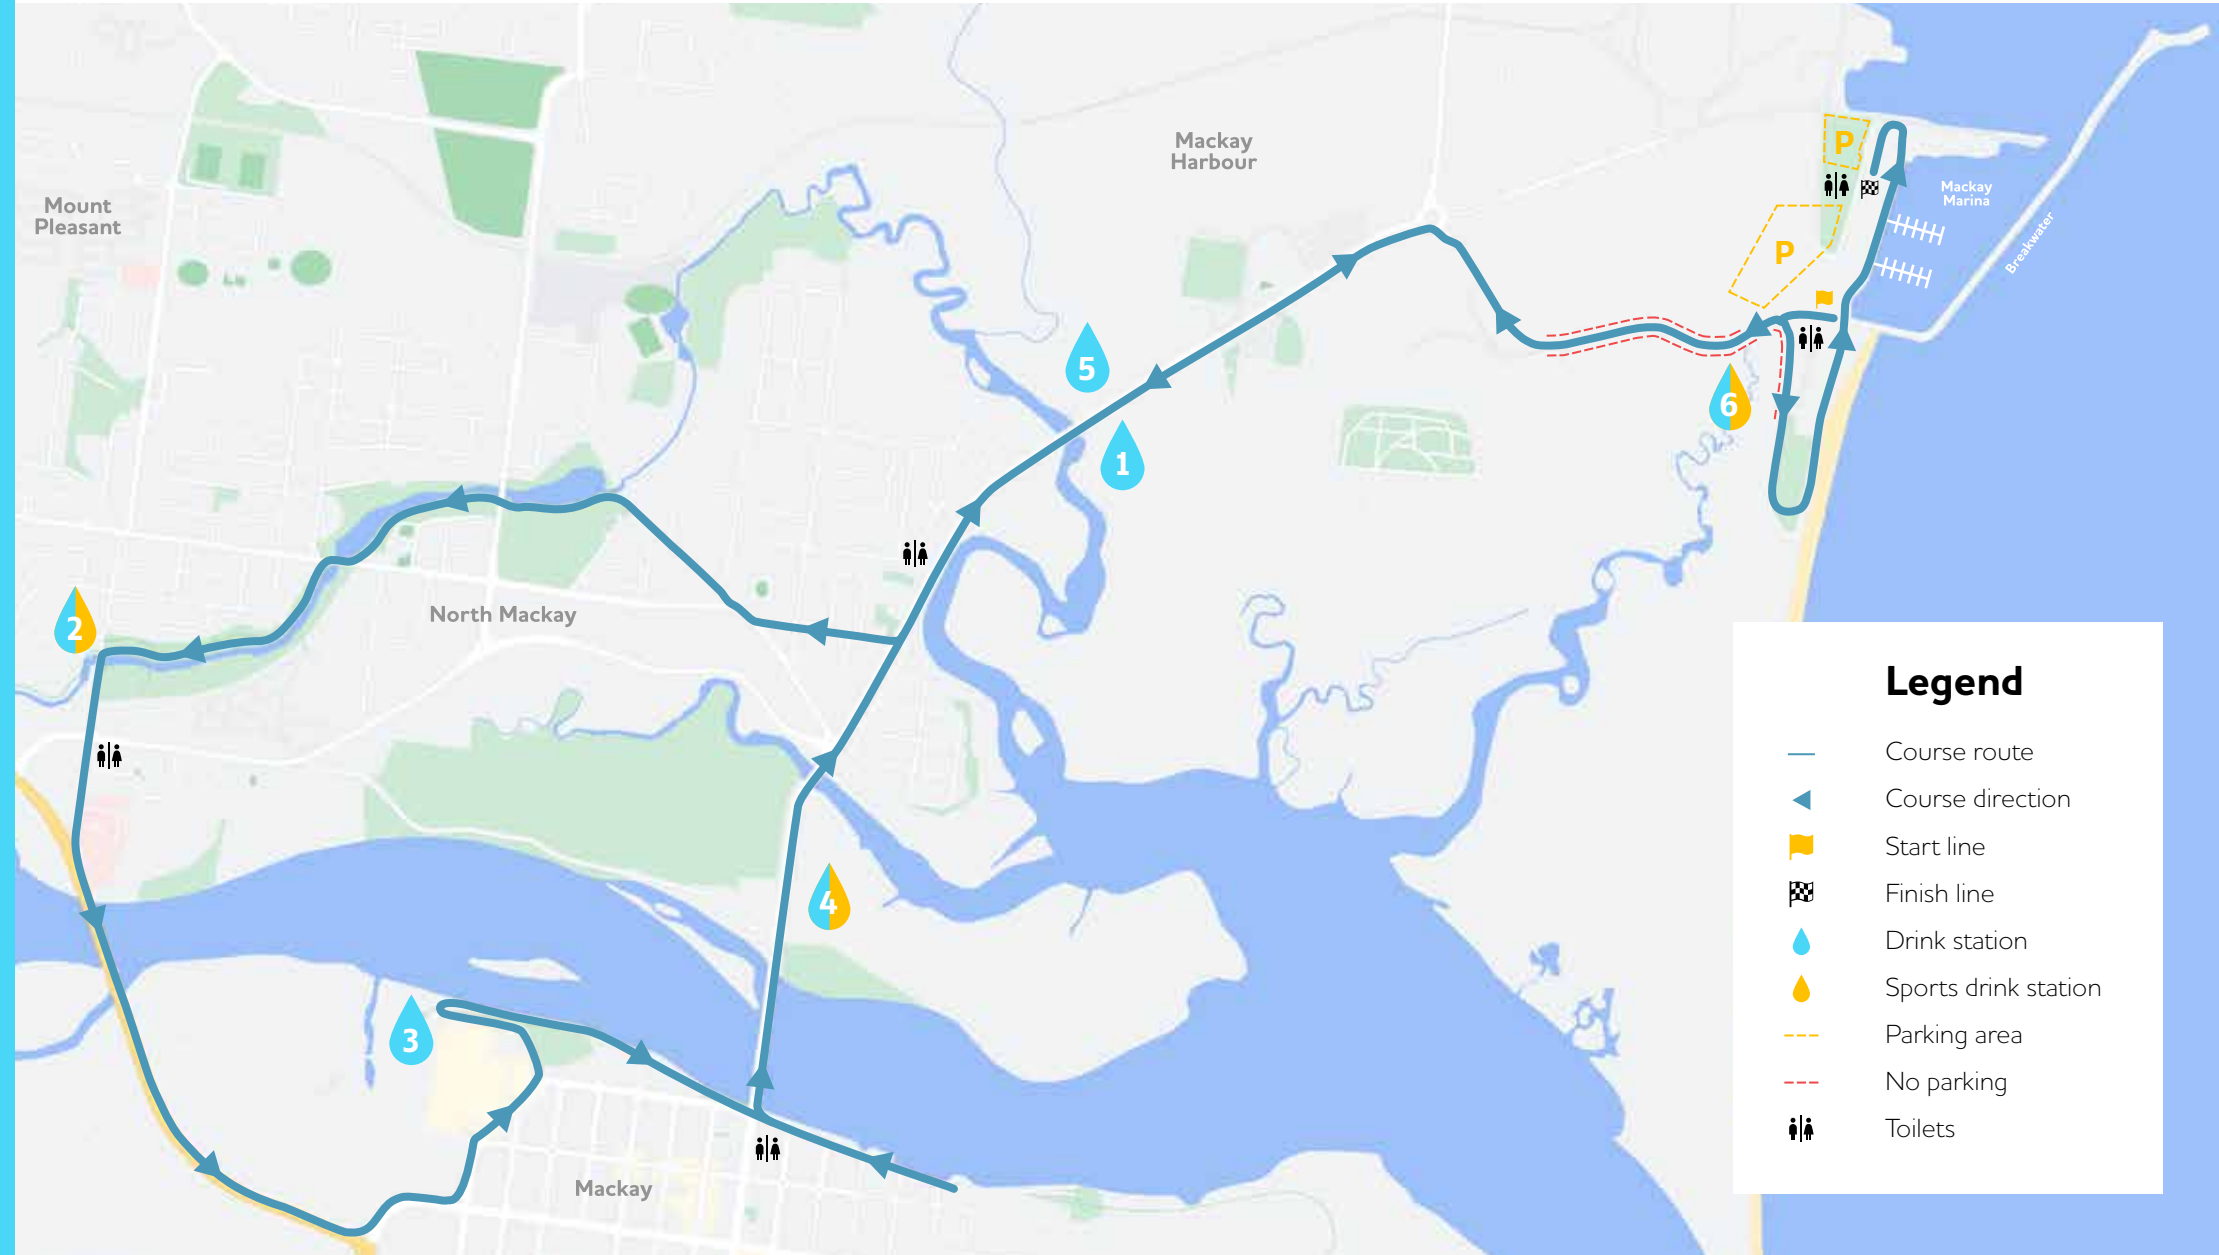 Mount
Pleasant
Mackay
Harbour
P
P
Mackay
Marina
Breakwater
5
1
6
2
North Mackay
4
3
Mackay
Legend
Course route
Course direction
Start line
Finish line
Drink station
Sports drink station
Parking area
No parking
Toilets